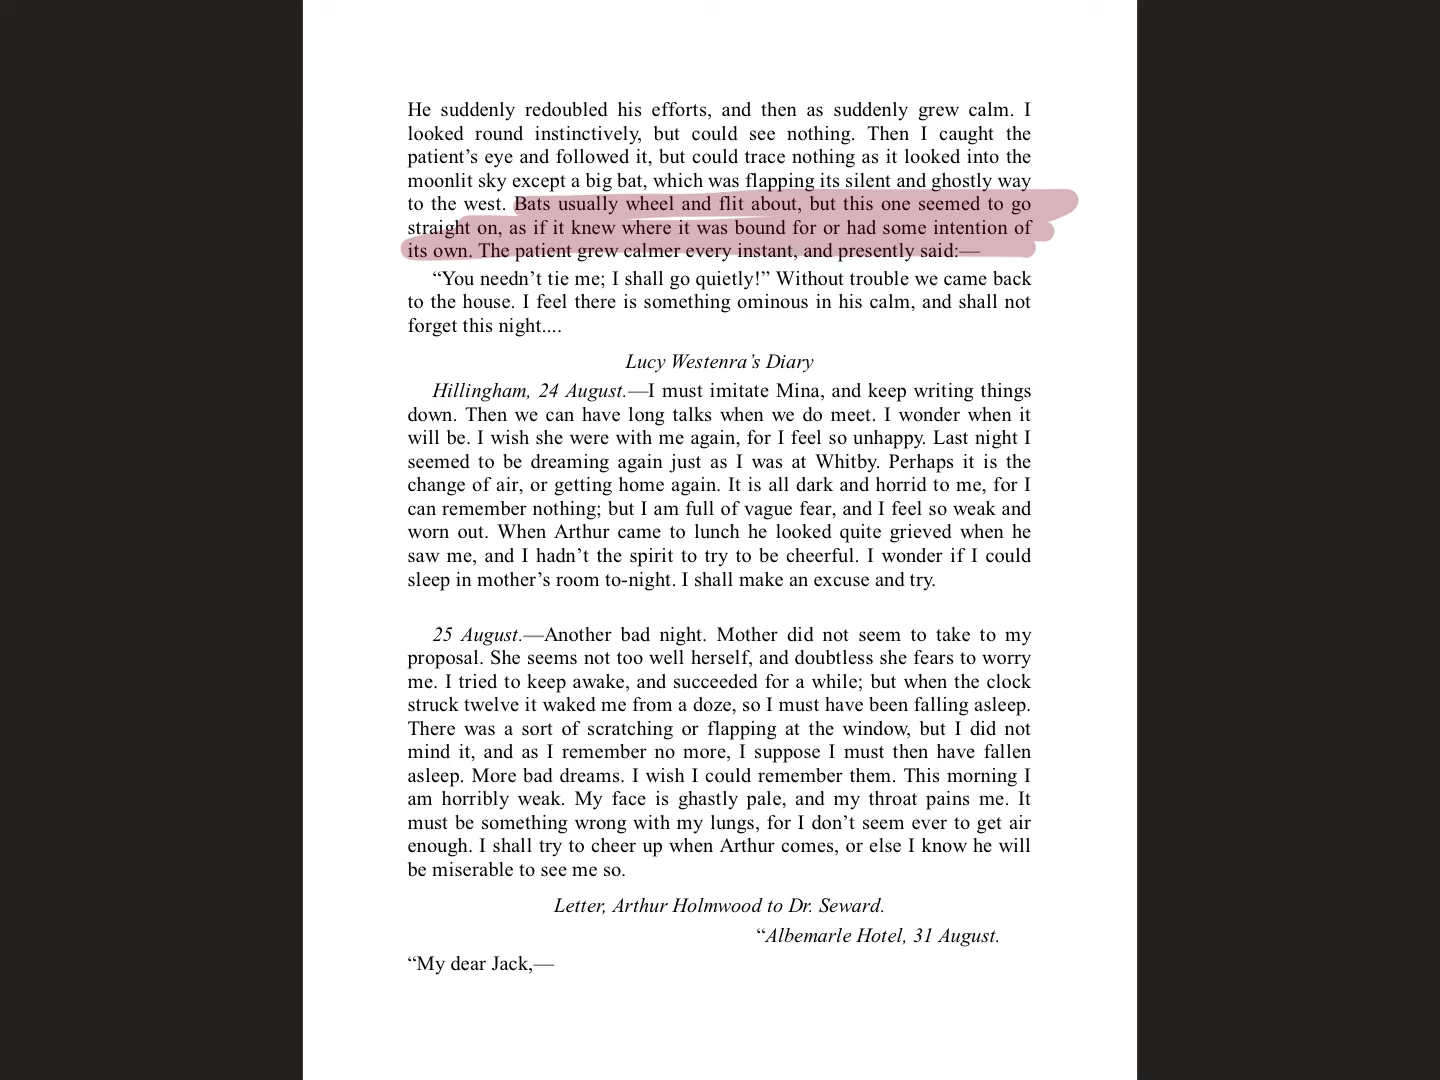 He suddenly redoubled his efforts, and then as suddenly grew calm. I
looked round instinctively, but could see nothing. Then I caught the
patient’s eye and followed it, but could trace nothing as it looked into the
moonlit sky except a big bat, which was flapping its silent and ghostly way
to the west. Bats usually wheel and flit about, but this one seemed to go
straight on, as if it knew where it was bound for or had some intention of
its own. The patient grew calmer every instant, and presently said:—
“You needn’t tie me; I shall go quietly!” Without trouble we came back
to the house. I feel there is something ominous in his calm, and shall not
forget this night....
Lucy Westenra’s Diary
Hillingham, 24 August.—I must imitate Mina, and keep writing things
down. Then we can have long talks when we do meet. I wonder when it
will be. I wish she were with me again, for I feel so unhappy. Last night I
seemed to be dreaming again just as I was at Whitby. Perhaps it is the
change of air, or getting home again. It is all dark and horrid to me, for I
can remember nothing; but I am full of vague fear, and I feel so weak and
worn out. When Arthur came to lunch he looked quite grieved when he
saw me, and I hadn’t the spirit to try to be cheerful. I wonder if I could
sleep in mother’s room to-night. I shall make an excuse and try.
25 August.—Another bad night. Mother did not seem to take to my
proposal. She seems not too well herself, and doubtless she fears to worry
me. I tried to keep awake, and succeeded for a while; but when the clock
struck twelve it waked me from a doze, so I must have been falling asleep.
There was a sort of scratching or flapping at the window, but I did not
mind it, and as I remember no more, I suppose I must then have fallen
asleep. More bad dreams. I wish I could remember them. This morning I
am horribly weak. My face is ghastly pale, and my throat pains me. It
must be something wrong with my lungs, for I don’t seem ever to get air
enough. I shall try to cheer up when Arthur comes, or else I know he will
be miserable to see me so.
Letter, Arthur Holmwood to Dr. Seward.
“Albemarle Hotel, 31 August.
“My dear Jack,—